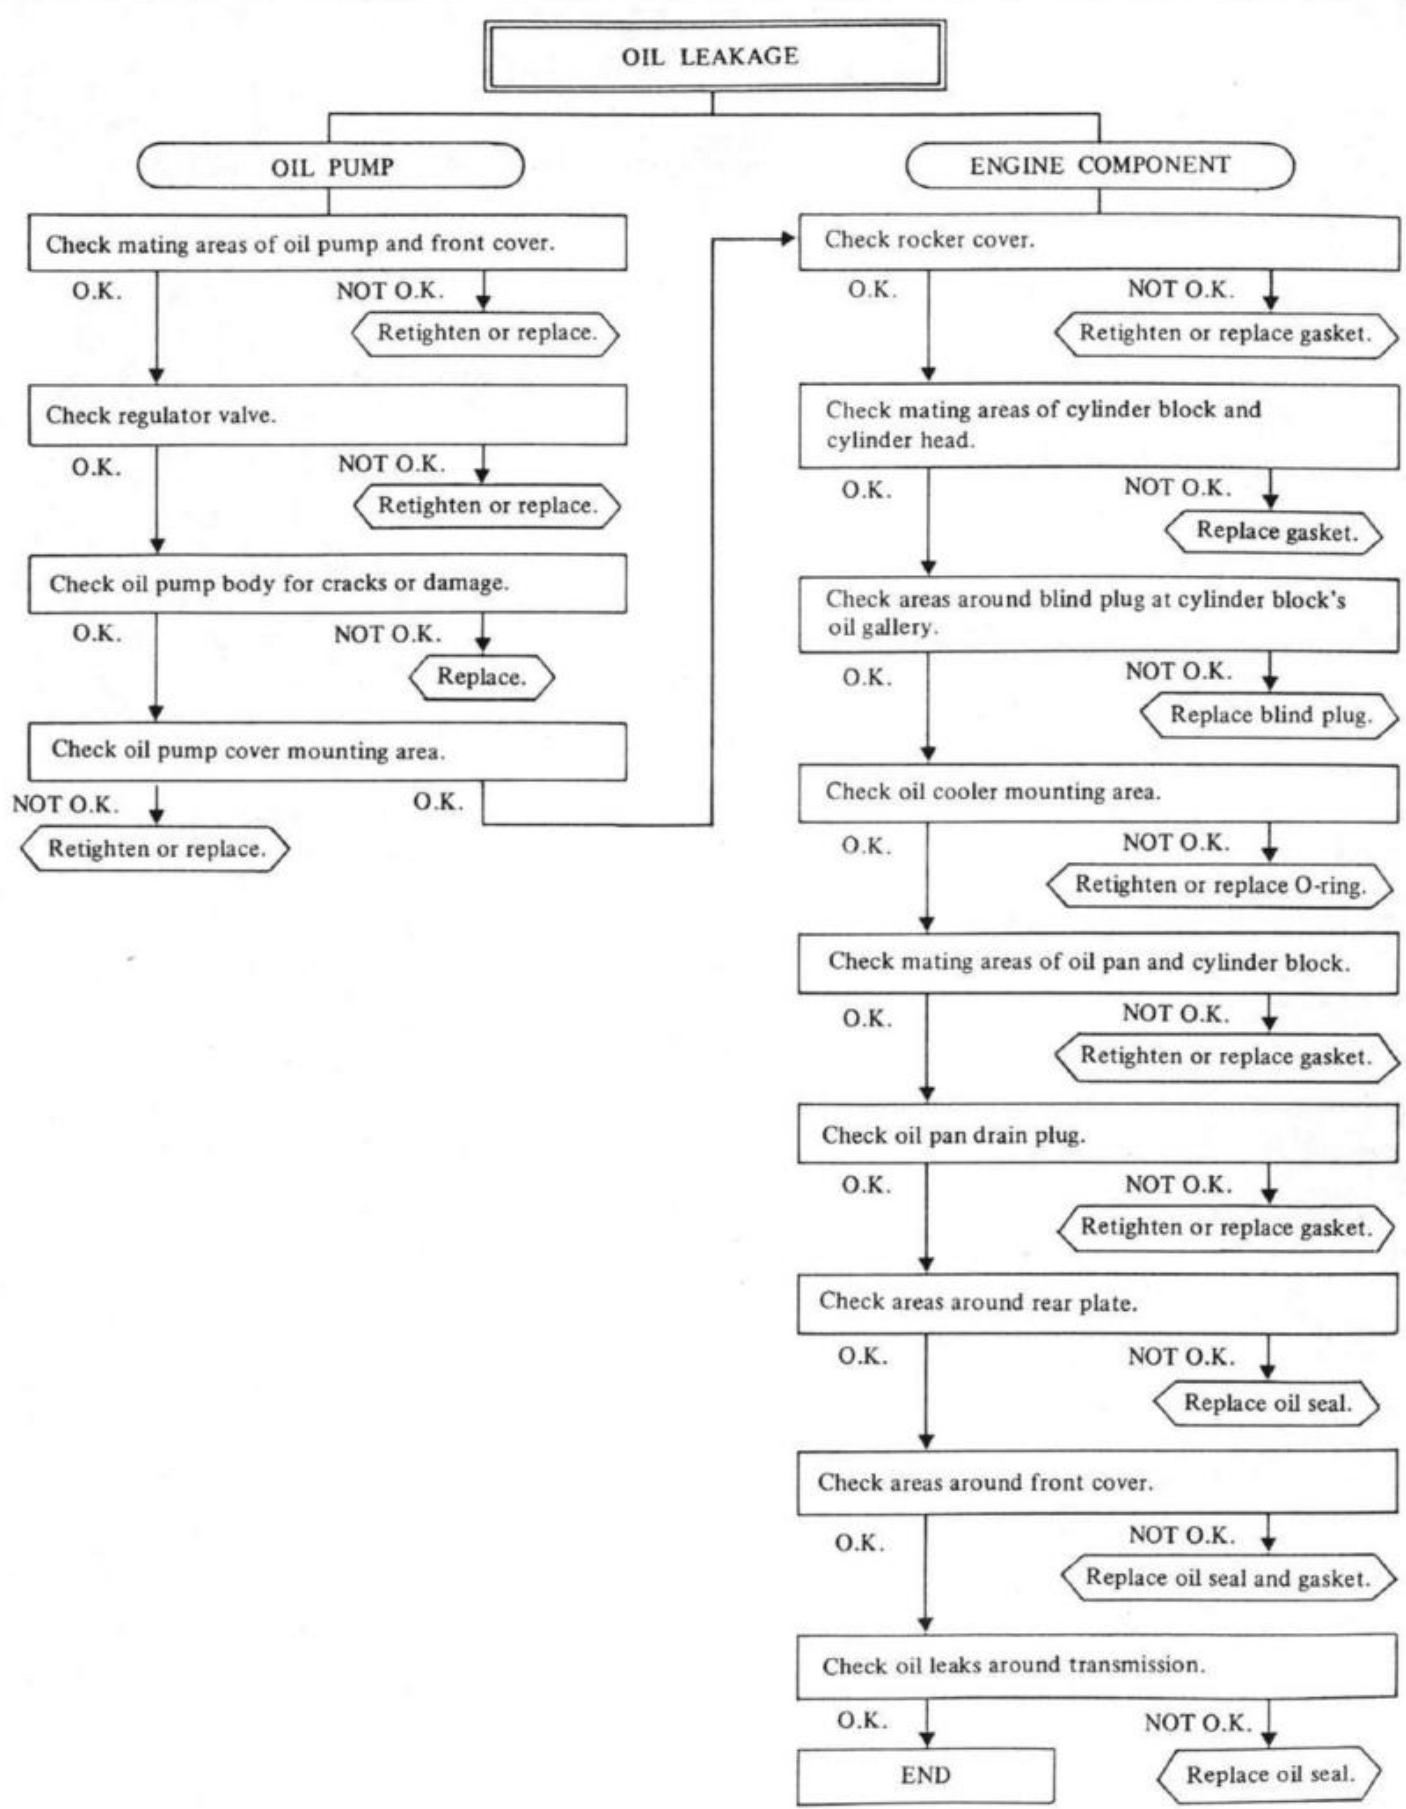 OIL LEAKAGE
OIL PUMP
Check mating areas of oil pump and front cover.
O.K.
NOT O.K.
Retighten or replace.
Check regulator valve.
O.K.
NOT O.K.
Retighten or replace.
Check oil pump body for cracks or damage.
O.K.
NOT O.K.
Replace.
Check oil pump cover mounting area.
NOT O.K.
O.K.
Retighten or replace.
ENGINE COMPONENT
Check rocker cover.
O.K.
NOT O.K.
Retighten or replace gasket.
Check mating areas of cylinder block and
cylinder head.
O.K.
NOT O.K.
Replace gasket.
Check areas around blind plug at cylinder block's
oil gallery.
O.K.
NOT O.K.
Replace blind plug.
Check oil cooler mounting area.
O.K.
NOT O.K.
Retighten or replace O-ring.
Check mating areas of oil pan and cylinder block.
O.K.
NOT O.K.
Retighten or replace gasket.
Check oil pan drain plug.
O.K.
NOT O.K.
Retighten or replace gasket.
Check areas around rear plate.
O.K.
NOT O.K.
Replace oil seal.
Check areas around front cover.
O.K.
NOT O.K.
Replace oil seal and gasket.
Check oil leaks around transmission.
O.K.
NOT O.K.
END
Replace oil seal.